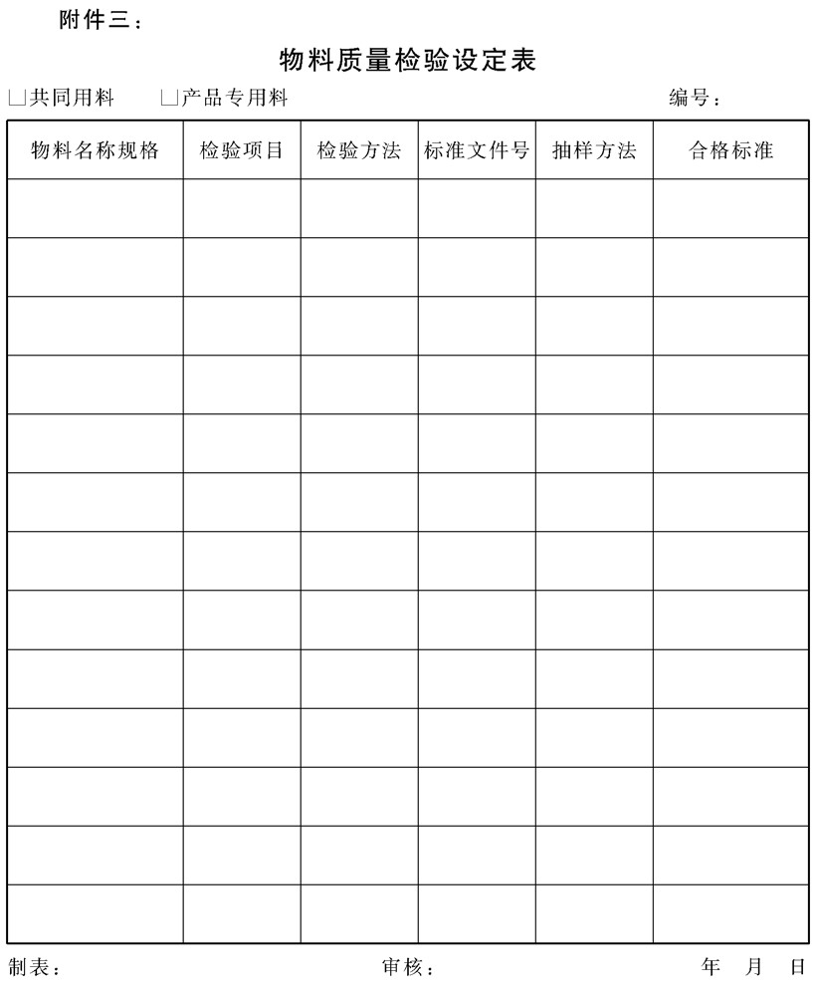 附件三：
物料质量检验设定表
□共同用料 □产品专用料 编号：
物料名称规格 检验项目 检验方法 标准文件号 抽样方法 合格标准
制表： 审核： 年 月 日